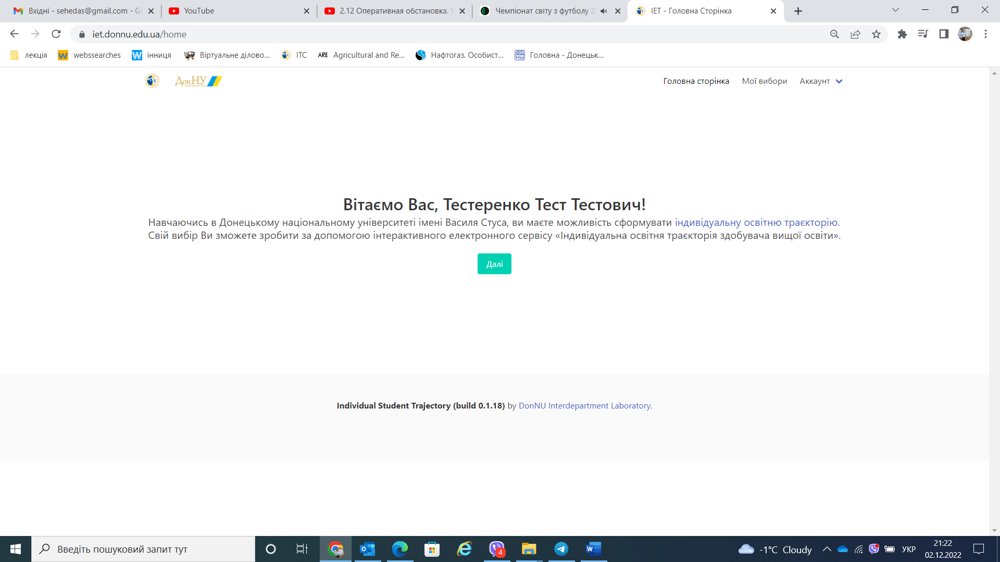 Вхідні - sehedas@gmail.com - Gr
YouTube
2.12 Оперативная обстановка. У
Чемпіонат світу з футболу 2
IET - Головна Сторінка
iet.donnu.edu.ua/home
лекція
webssearches
інниця
Віртуальне ділово...
ITC
ARE
Agricultural and Re...
Нафтогаз. Особист...
Головна - Донецьк...
ДонНУ
Головна сторінка
Мої вибори
Аккаунт
Вітаємо Вас, Тестеренко Тест Тестович!
Навчаючись в Донецькому національному університеті імені Василя Стуса, ви маєте можливість сформувати індивідуальну освітню траєкторію.
Свій вибір Ви зможете зробити за допомогою інтерактивного електронного сервісу «Індивідуальна освітня траєкторія здобувача вищої освіти».
Далі
Individual Student Trajectory (build 0.1.18) by DonNU Interdepartment Laboratory.
Введіть пошуковий запит тут
4
-1°C Cloudy
УКР
21:22
02.12.2022